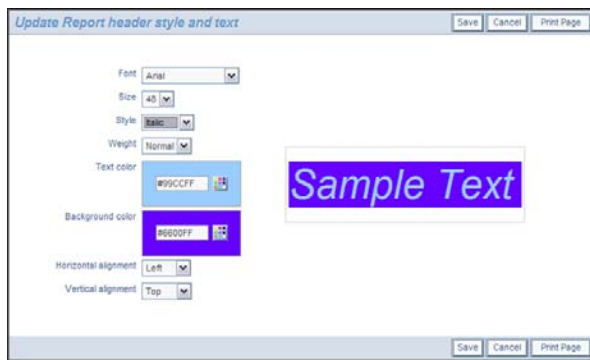 Update Report header style and text
Save Cancel Print Page
Font Arial
Size 48
Style Italic
Weight Normal
Text color
#99CCFF
Background color
#6600FF
Sample Text
Horizontal alignment Left
Vertical alignment Top
Save Cancel Print Page